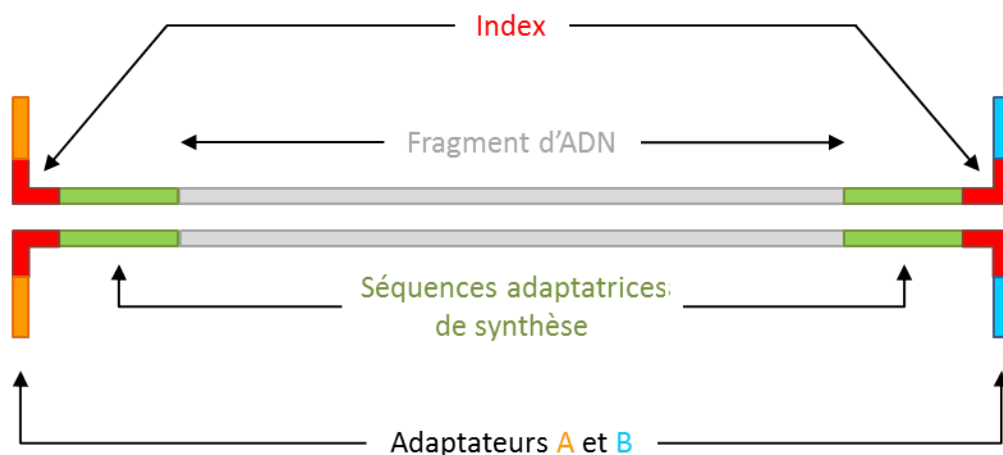 Index
Fragment d’ADN
Séquences adaptatrices
de synthèse
Adaptateurs A et B